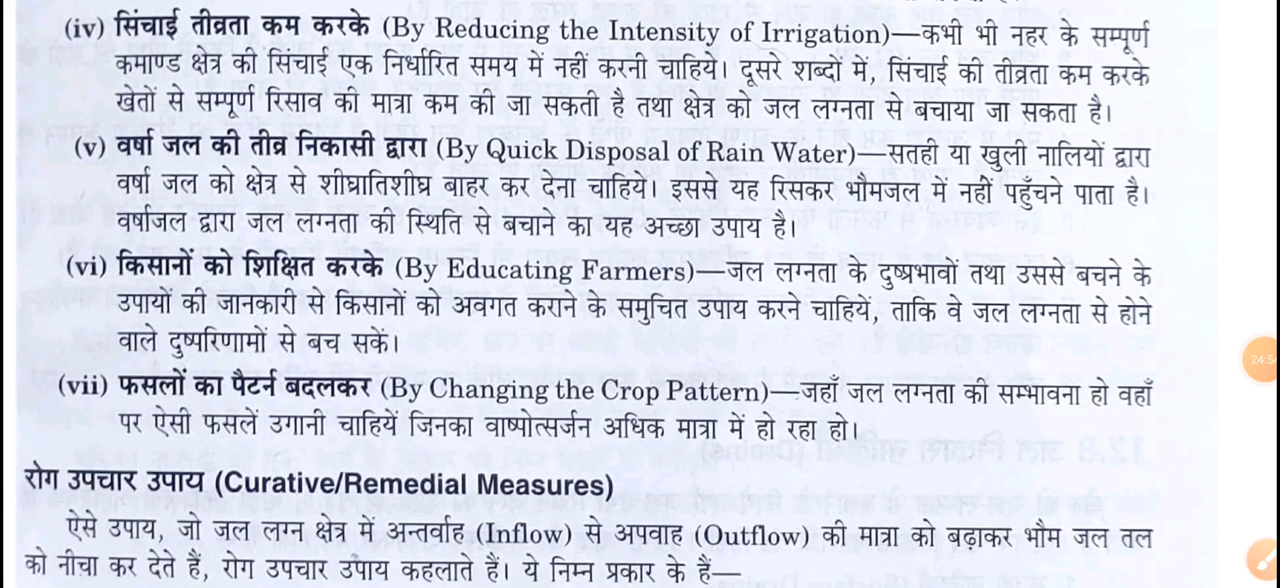 (iv) सिंचाई तीव्रता कम करके (By Reducing the Intensity of Irrigation)—कभी भी नहर के सम्पूर्ण
कमाण्ड क्षेत्र की सिंचाई एक निर्धारित समय में नहीं करनी चाहिये। दूसरे शब्दों में, सिंचाई की तीव्रता कम करके
खेतों से सम्पूर्ण रिसाव की मात्रा कम की जा सकती है तथा क्षेत्र को जल लग्नता से बचाया जा सकता है।
(v) वर्षा जल की तीव्र निकासी द्वारा (By Quick Disposal of Rain Water)—सतही या खुली नालियों द्वारा
वर्षा जल को क्षेत्र से शीघ्रातिशीघ्र बाहर कर देना चाहिये। इससे यह रिसकर भौमजल में नहीं पहुँचने पाता है।
वर्षाजल द्वारा जल लग्नता की स्थिति से बचाने का यह अच्छा उपाय है।
(vi) किसानों को शिक्षित करके (By Educating Farmers)—जल लग्नता के दुष्प्रभावों तथा उससे बचने के
उपायों की जानकारी से किसानों को अवगत कराने के समुचित उपाय करने चाहिये, ताकि वे जल लग्नता से होने
वाले दुष्परिणामों से बच सकें।
(vii) फसलों का पैटर्न बदलकर (By Changing the Crop Pattern)—जहाँ जल लग्नता की सम्भावना हो वहाँ
पर ऐसी फसलें उगानी चाहियें जिनका वाष्पोत्सर्जन अधिक मात्रा में हो रहा हो।
रोग उपचार उपाय (Curative/Remedial Measures)
ऐसे उपाय, जो जल लग्न क्षेत्र में अन्तर्वाह (Inflow) से अपवाह (Outflow) की मात्रा को बढ़ाकर भौम जल तल
को नीचा कर देते है, रोग उपचार उपाय कहलाते हैं। ये निम्न प्रकार के हैं—